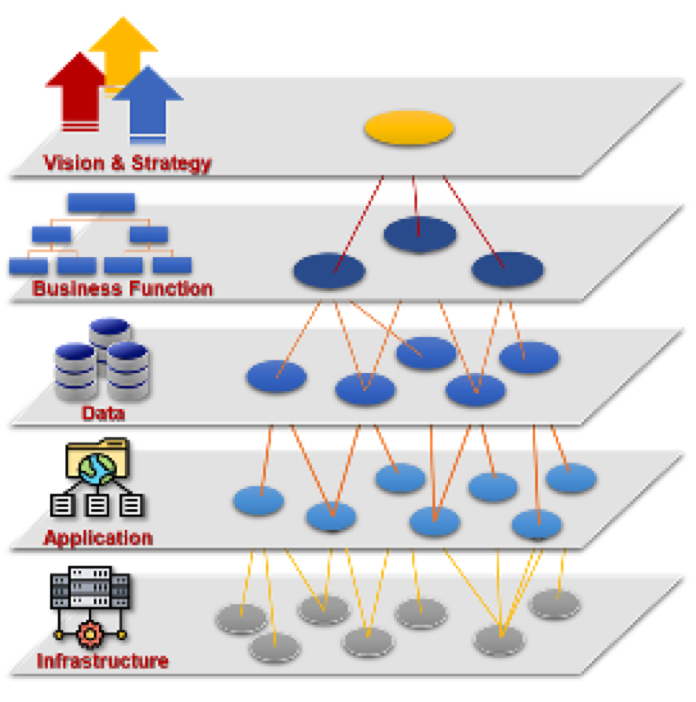 Vision & Strategy
Business Function
Data
Application
Infrastructure